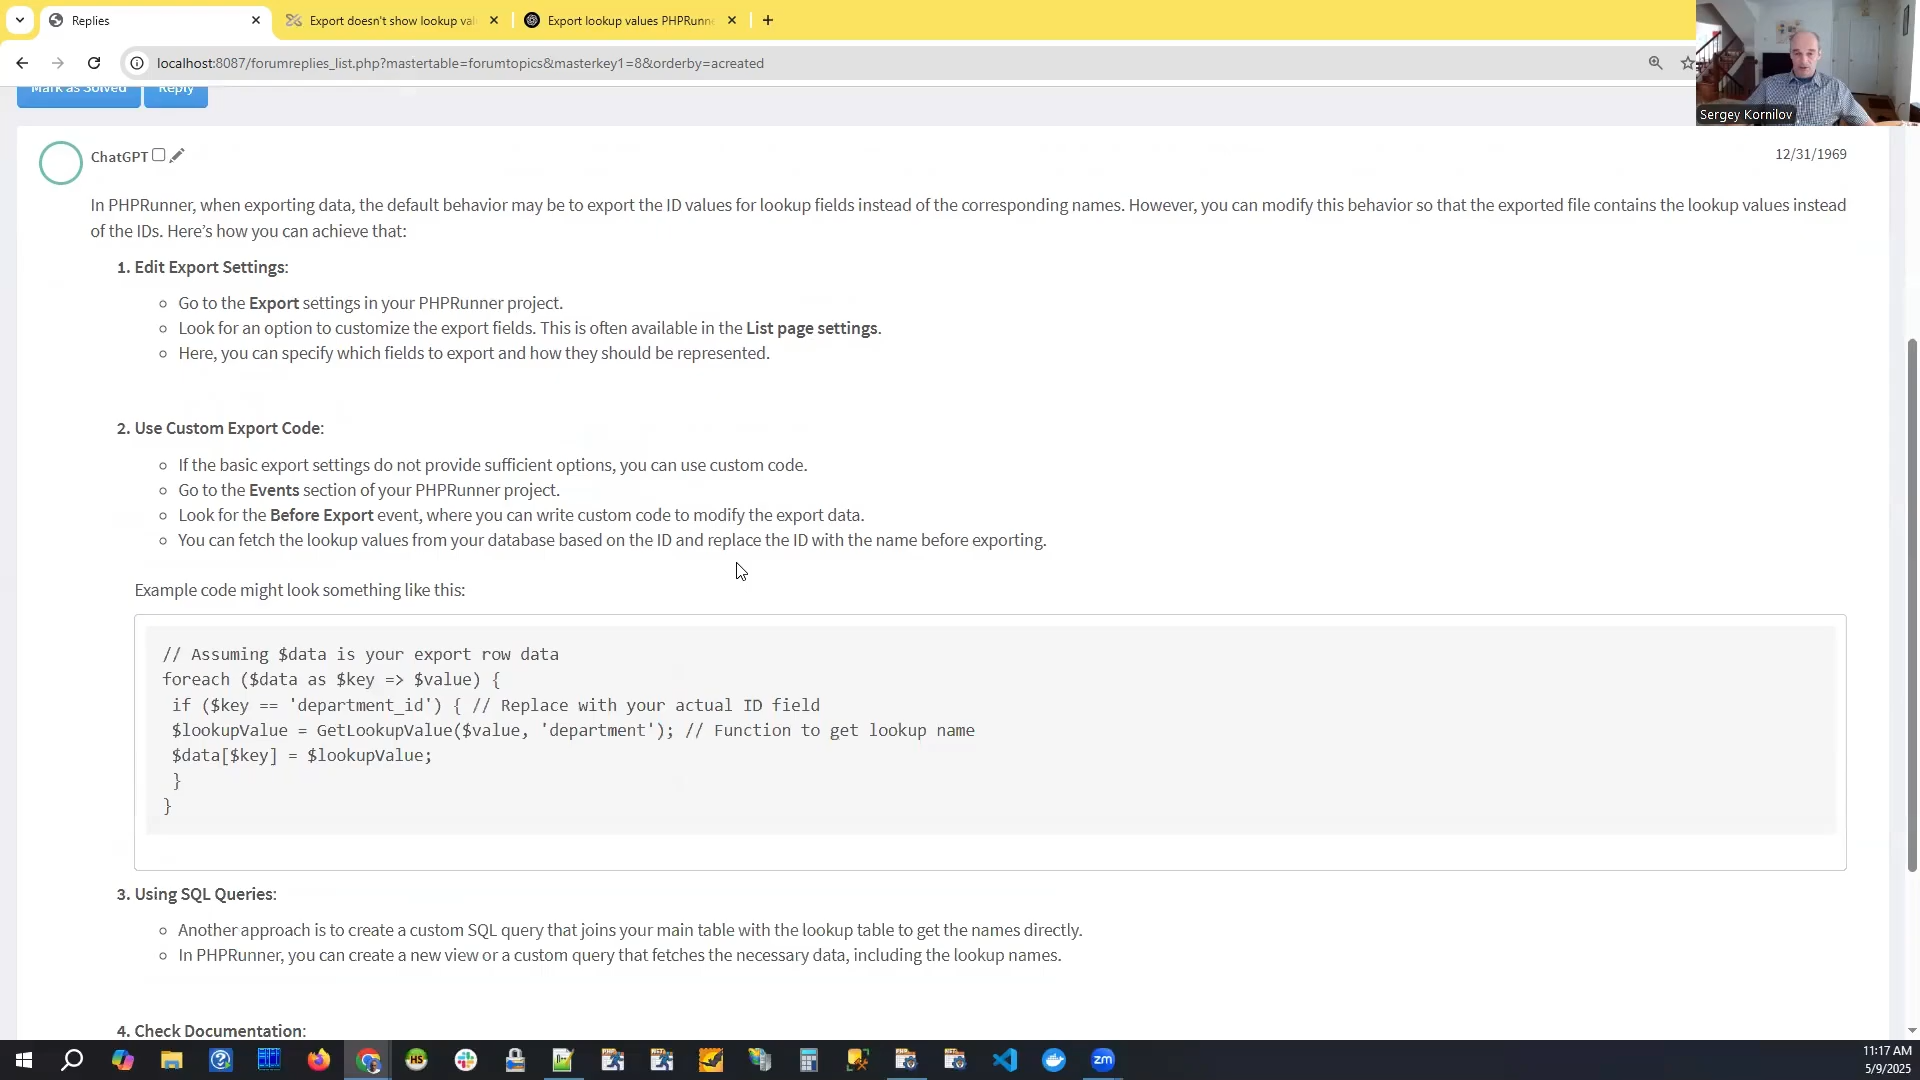 Replies
Export doesn't show lookup val
Export lookup values PHPRunn
localhost:8087/forumreplies_list.php?mastertable=forumtopics&masterkey1=8&orderby=acreated
Sergey Kornilov
Mark as Solved
Reply
ChatGPT
12/31/1969
In PHPRunner, when exporting data, the default behavior may be to export the ID values for lookup fields instead of the corresponding names. However, you can modify this behavior so that the exported file contains the lookup values instead
of the IDs. Here's how you can achieve that:
1. Edit Export Settings:
Go to the Export settings in your PHPRunner project.
Look for an option to customize the export fields. This is often available in the List page settings.
Here, you can specify which fields to export and how they should be represented.
2. Use Custom Export Code:
If the basic export settings do not provide sufficient options, you can use custom code.
Go to the Events section of your PHPRunner project.
Look for the Before Export event, where you can write custom code to modify the export data.
You can fetch the lookup values from your database based on the ID and replace the ID with the name before exporting.
Example code might look something like this:
// Assuming $data is your export row data
foreach ($data as $key => $value) {
if ($key == 'department_id') { // Replace with your actual ID field
$lookupValue = GetLookupValue($value, 'department'); // Function to get lookup name
$data[$key] = $lookupValue;
}
}
3. Using SQL Queries:
Another approach is to create a custom SQL query that joins your main table with the lookup table to get the names directly.
In PHPRunner, you can create a new view or a custom query that fetches the necessary data, including the lookup names.
4. Check Documentation:
HS
zm
11:17 AM
5/9/2025